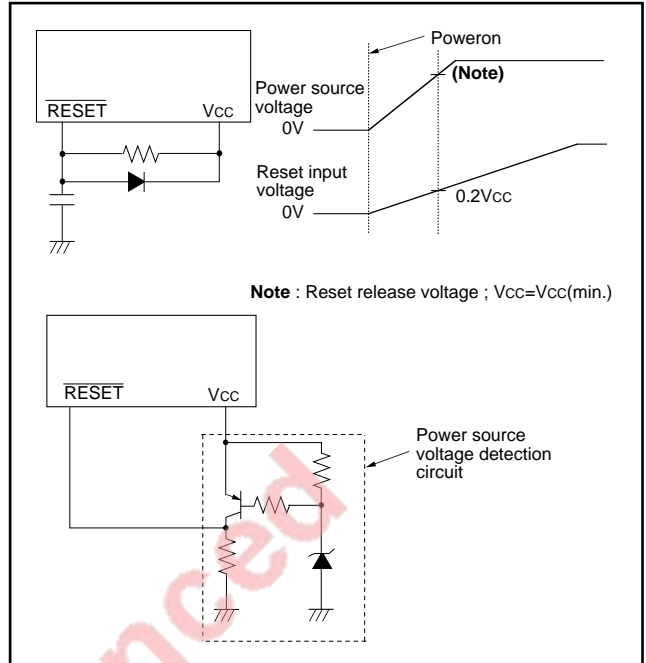 Poweron
(Note)
Power source
voltage
0V
RESET
VCC
Reset input
voltage
0V
0.2VCC
Note : Reset release voltage ; VCC=VCC(min.)
RESET
VCC
Power source
voltage detection
circuit